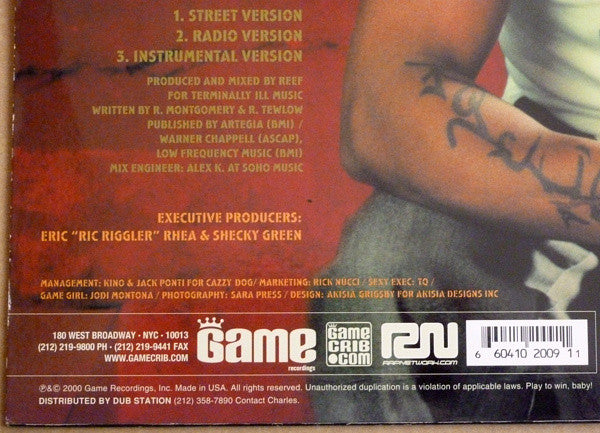 1. STREET VERSION
2. RADIO VERSION
3. INSTRUMENTAL VERSION
PRODUCED AND MIXED BY REEF
FOR TERMINALLY ILL MUSIC
WRITTEN BY R. MONTGOMERY & R. TEWLOW
PUBLISHED BY ARTEGIA (BMI) /
WARNER CHAPPELL (ASCAP),
LOW FREQUENCY MUSIC (BMI)
MIX ENGINEER: ALEX K. AT SOHO MUSIC
EXECUTIVE PRODUCERS:
ERIC "RIC RIGGLER" RHEA & SHECKY GREEN
MANAGEMENT: KINO & JACK PONTI FOR CAZZY DOG/ MARKETING: RICK NUCCI / SEXY EXEC: TQ /
GAME GIRL: JODI MONTONA / PHOTOGRAPHY: SARA PRESS / DESIGN: AKISIA GRIGSBY FOR AKISIA DESIGNS INC
180 WEST BROADWAY • NYC • 10013
(212) 219-9800 PH • (212) 219-9441 FAX
WWW.GAMECRIB.COM
Game
recordings
GAME
CRIB
.COM
RN
RAPNETWORK.COM
6 60410 2009 1 1
℗&© 2000 Game Recordings, Inc. Made in USA. All rights reserved. Unauthorized duplication is a violation of applicable laws. Play to win, baby!
DISTRIBUTED BY DUB STATION (212) 358-7890 Contact Charles.